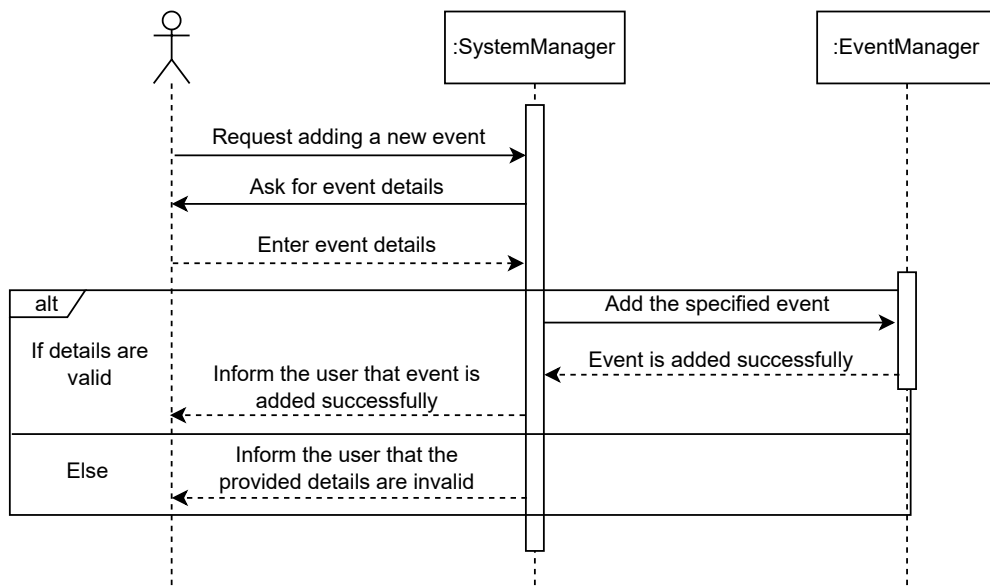 :SystemManager
:EventManager
Request adding a new event
Ask for event details
Enter event details
alt
Add the specified event
If details are
valid
Event is added successfully
Inform the user that event is
added successfully
Else
Inform the user that the
provided details are invalid